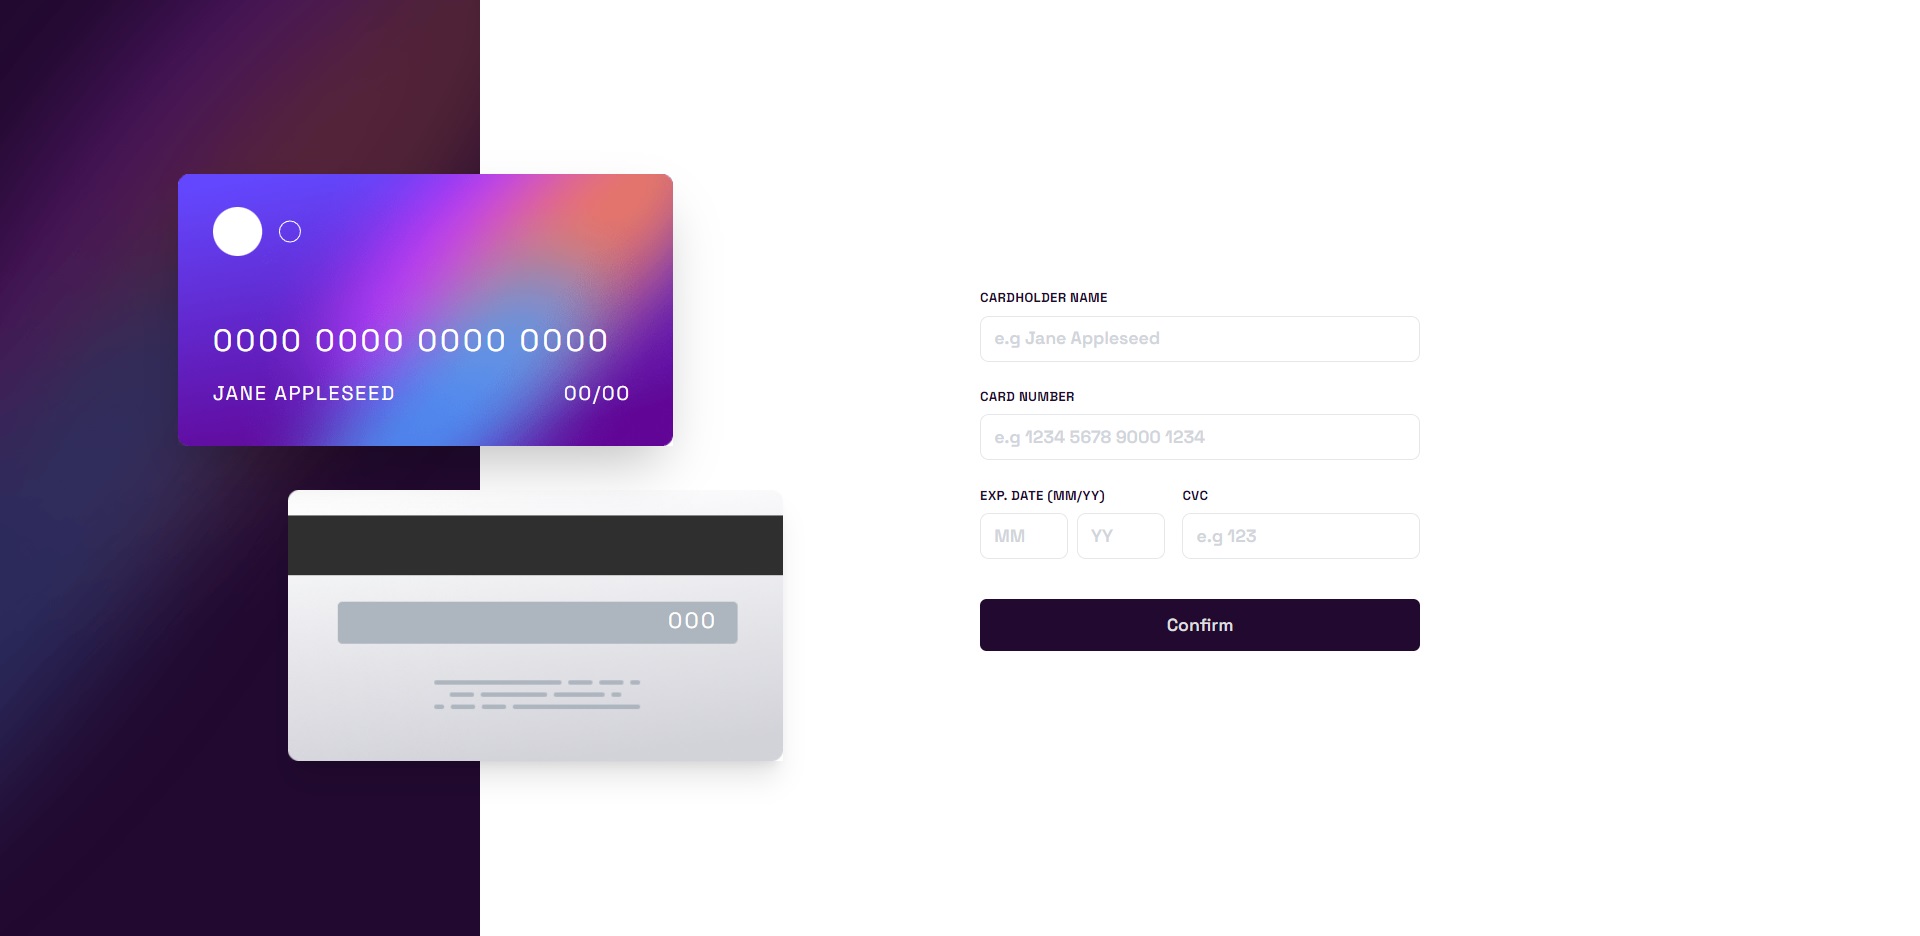 0000 0000 0000 0000
JANE APPLESEED 00/00
000
CARDHOLDER NAME
e.g Jane Appleseed
CARD NUMBER
e.g 1234 5678 9000 1234
EXP. DATE (MM/YY) CVC
MM YY e.g 123
Confirm